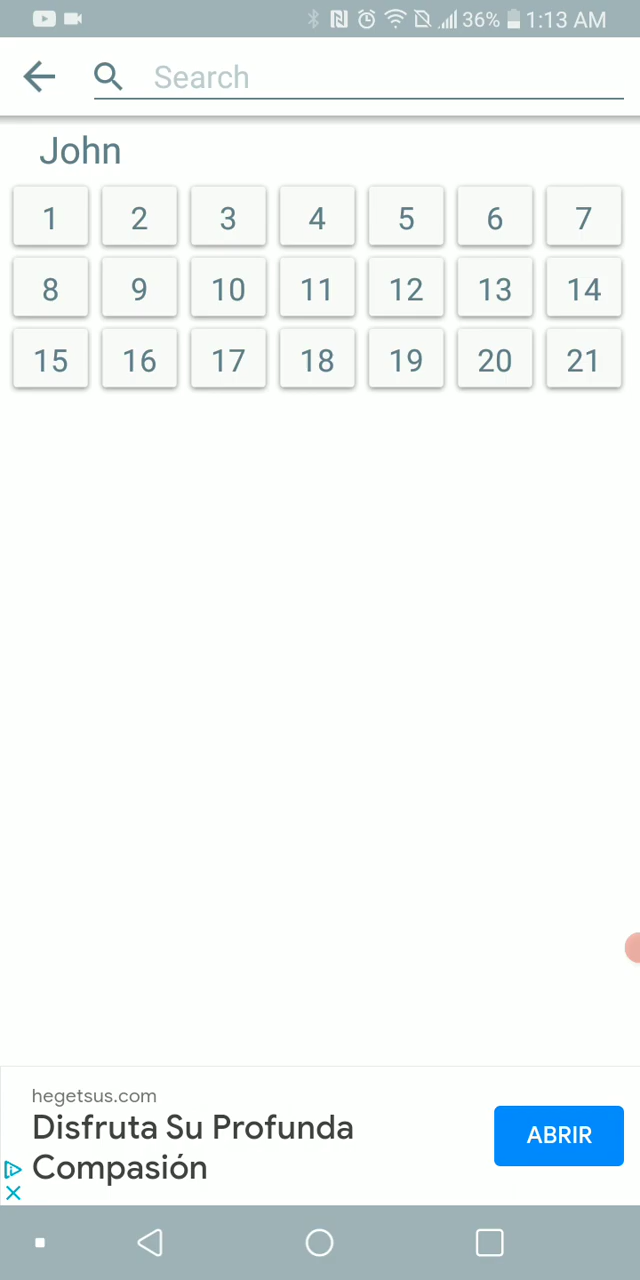 36% 1:13 AM
Search
John
1 2 3 4 5 6 7
8 9 10 11 12 13 14
15 16 17 18 19 20 21
hegetsus.com
Disfruta Su Profunda
Compasión
ABRIR